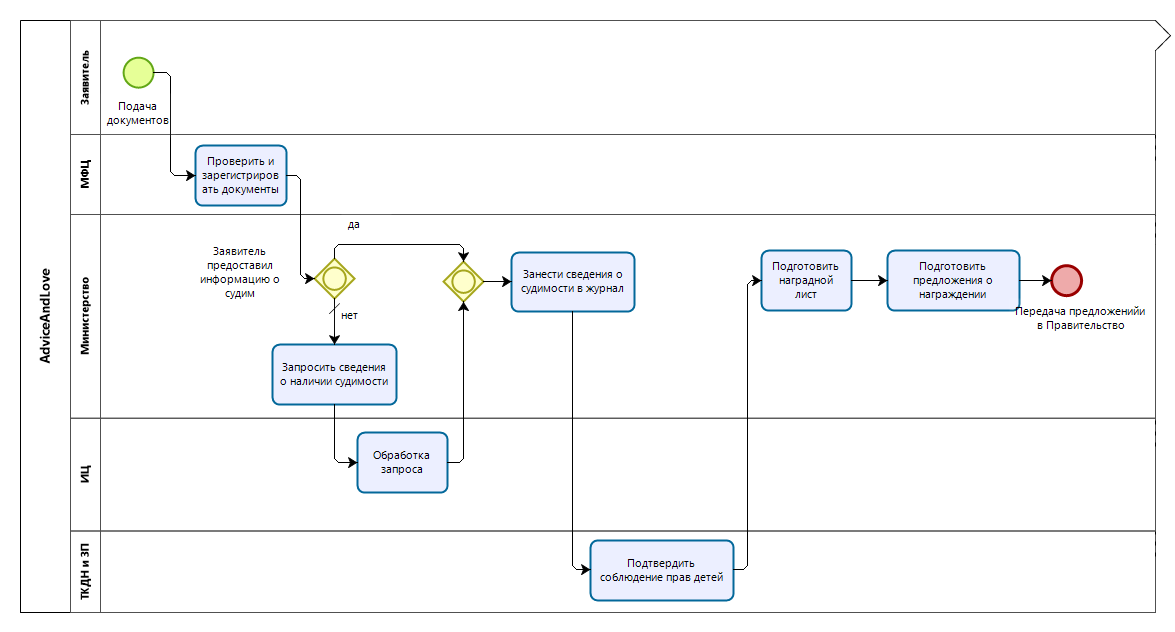 AdviceAndLove
Заявитель
Подача
документов
МФЦ
Проверить и
зарегистриров
ать документы
Министерство
да
Заявитель
предоставил
информацию о
судим
нет
Запросить сведения
о наличии судимости
Занести сведения о
судимости в журнал
Подготовить
наградной
лист
Подготовить
предложения о
награждении
Передача предложенийи
в Правительство
ИЦ
Обработка
запроса
ТКДН и ЗП
Подтвердить
соблюдение прав детей